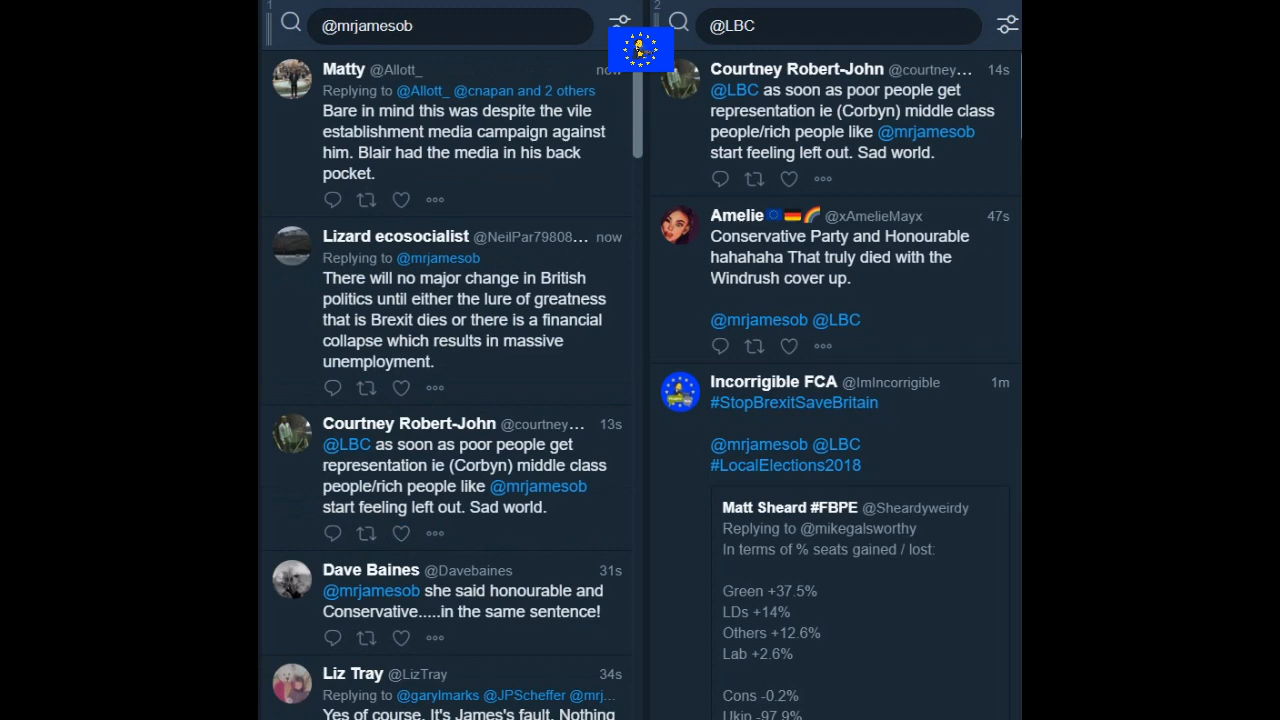 1
@mrjamesob
Matty @Allott_ now
Replying to @Allott_ @cnapan and 2 others
Bare in mind this was despite the vile
establishment media campaign against
him. Blair had the media in his back
pocket.
Lizard ecosocialist @NeilPar79808... now
Replying to @mrjamesob
There will no major change in British
politics until either the lure of greatness
that is Brexit dies or there is a financial
collapse which results in massive
unemployment.
Courtney Robert-John @courtney... 13s
@LBC as soon as poor people get
representation ie (Corbyn) middle class
people/rich people like @mrjamesob
start feeling left out. Sad world.
Dave Baines @Davebaines 31s
@mrjamesob she said honourable and
Conservative.....in the same sentence!
Liz Tray @LizTray 34s
Replying to @garylmarks @JPScheffer @mrj...
Yes of course. It's James's fault. Nothing
2
@LBC
Courtney Robert-John @courtney... 14s
@LBC as soon as poor people get
representation ie (Corbyn) middle class
people/rich people like @mrjamesob
start feeling left out. Sad world.
Amelie @xAmelieMayx 47s
Conservative Party and Honourable
hahahaha That truly died with the
Windrush cover up.
@mrjamesob @LBC
Incorrigible FCA @ImIncorrigible 1m
#StopBrexitSaveBritain
@mrjamesob @LBC
#LocalElections2018
Matt Sheard #FBPE @Sheardyweirdy
Replying to @mikegalsworthy
In terms of % seats gained / lost:
Green +37.5%
LDs +14%
Others +12.6%
Lab +2.6%
Cons -0.2%
Ukip -97.9%